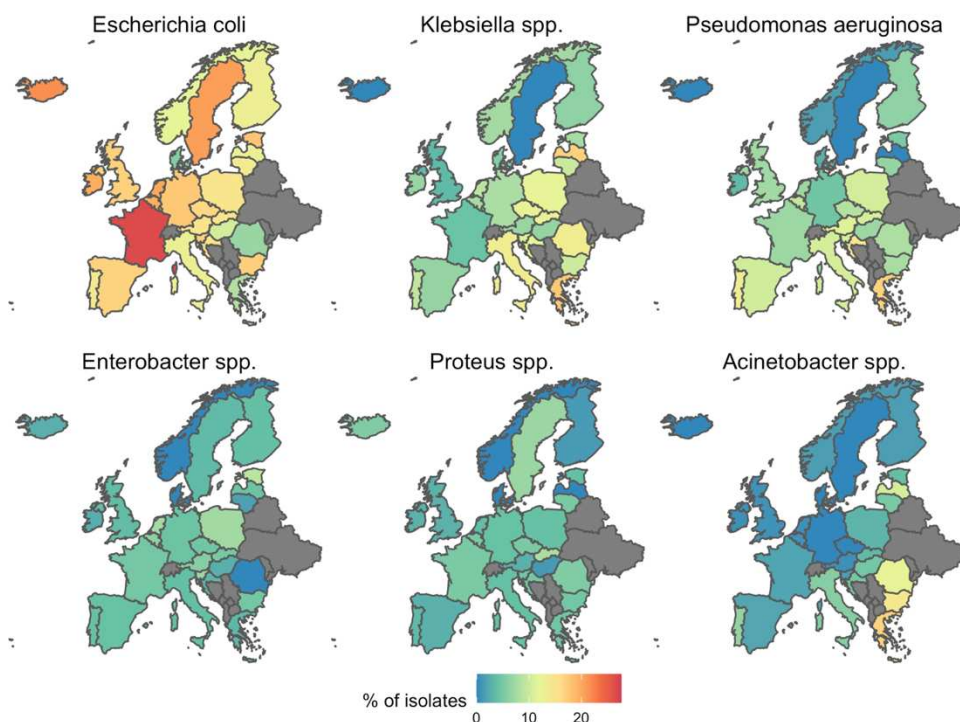 Escherichia coli
Klebsiella spp.
Pseudomonas aeruginosa
Enterobacter spp.
Proteus spp.
Acinetobacter spp.
% of isolates
0 10 20